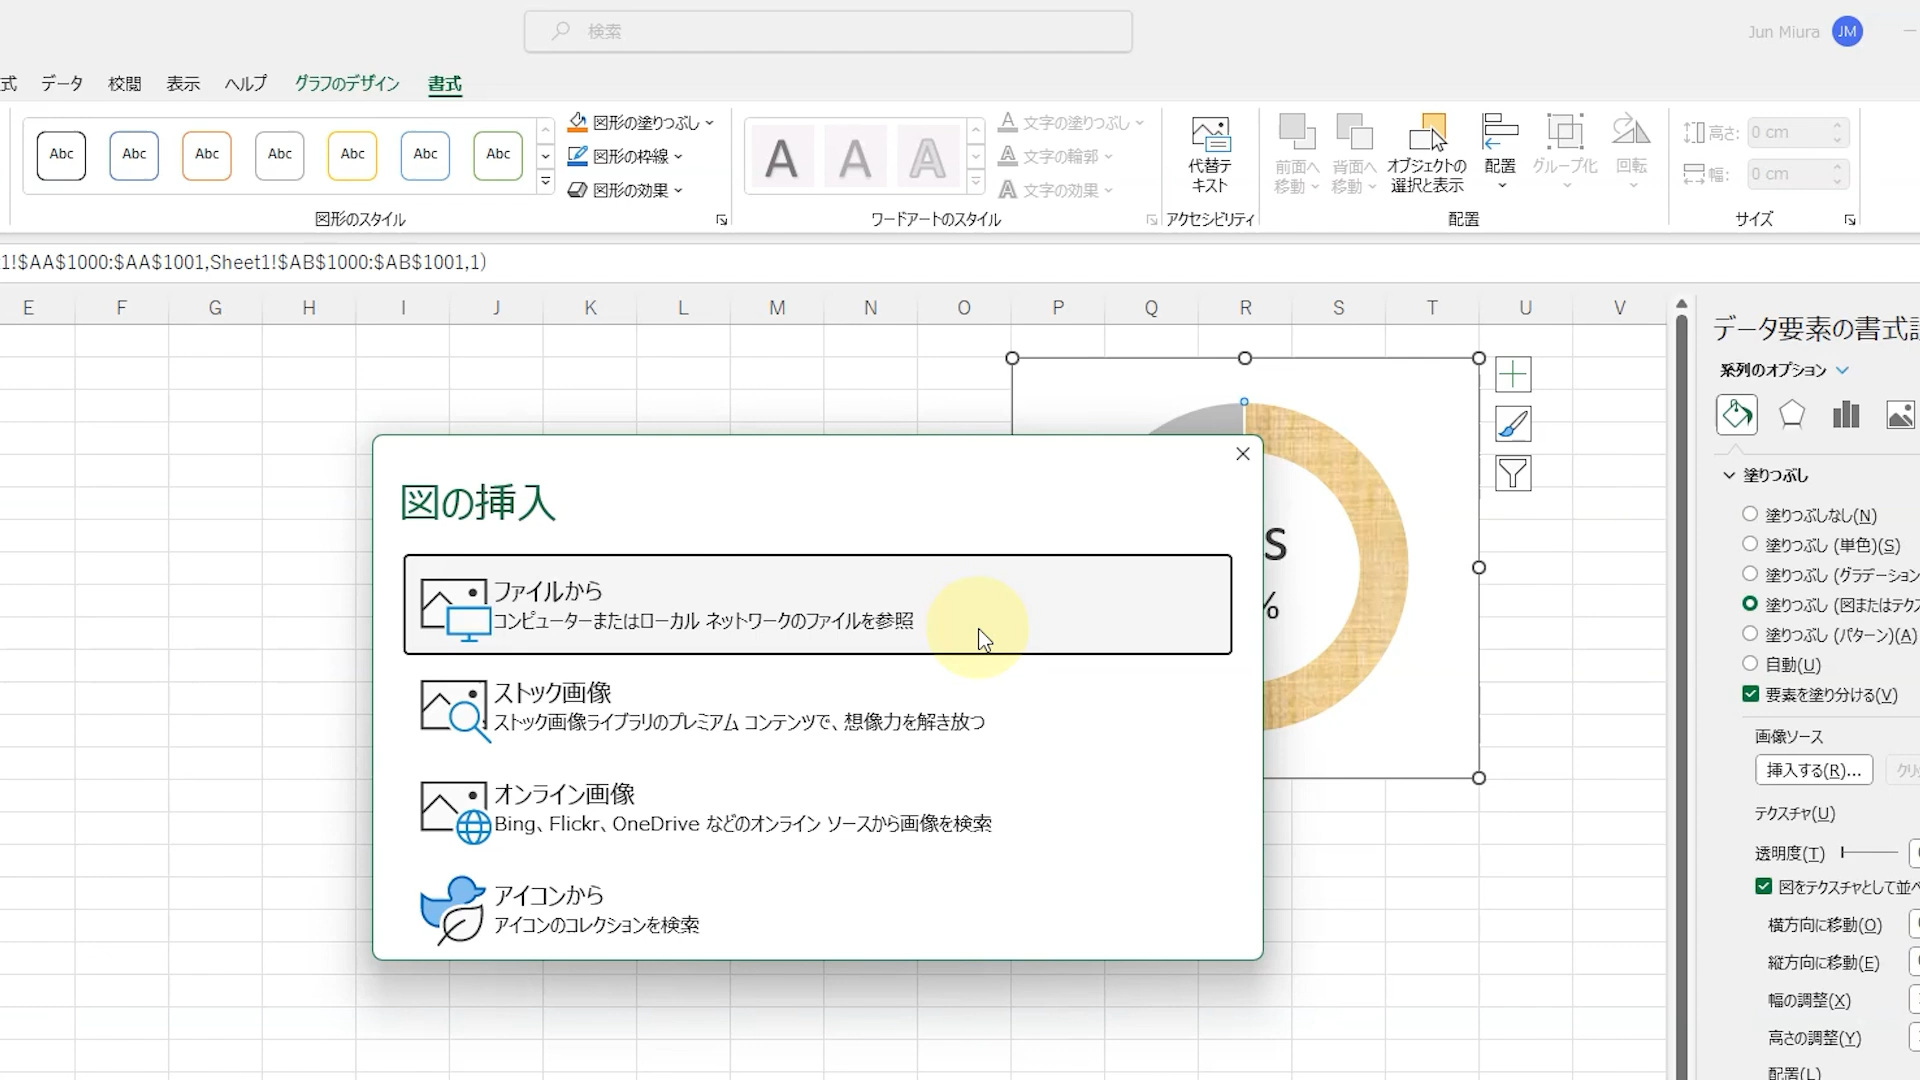 検索
Jun Miura
JM
式 データ 校閲 表示 ヘルプ グラフのデザイン 書式
Abc Abc Abc Abc Abc Abc Abc
図形の塗りつぶし
図形の枠線
図形の効果
図形のスタイル
A A A
A 文字の塗りつぶし
A 文字の輪郭
A 文字の効果
ワードアートのスタイル
代替テ
キスト
アクセシビリティ
前面へ
移動
背面へ
移動
オブジェクトの
選択と表示
配置
グループ化
回転
配置
高さ: 0 cm
幅: 0 cm
サイズ
1!$AA$1000:$AA$1001,Sheet1!$AB$1000:$AB$1001,1)
E F G H I J K L M N O P Q R S T U V
S
%
図の挿入
ファイルから
コンピューターまたはローカル ネットワークのファイルを参照
ストック画像
ストック画像ライブラリのプレミアム コンテンツで、想像力を解き放つ
オンライン画像
Bing、Flickr、OneDrive などのオンライン ソースから画像を検索
アイコンから
アイコンのコレクションを検索
データ要素の書式
系列のオプション
塗りつぶし
塗りつぶしなし(N)
塗りつぶし (単色)(S)
塗りつぶし (グラデーション
塗りつぶし (図またはテク
塗りつぶし (パターン)(A)
自動(U)
要素を塗り分ける(V)
画像ソース
挿入する(R)...
クリ
テクスチャ(U)
透明度(T)
図をテクスチャとして並べ
横方向に移動(O)
縦方向に移動(E)
幅の調整(X)
高さの調整(Y)
配置(L)